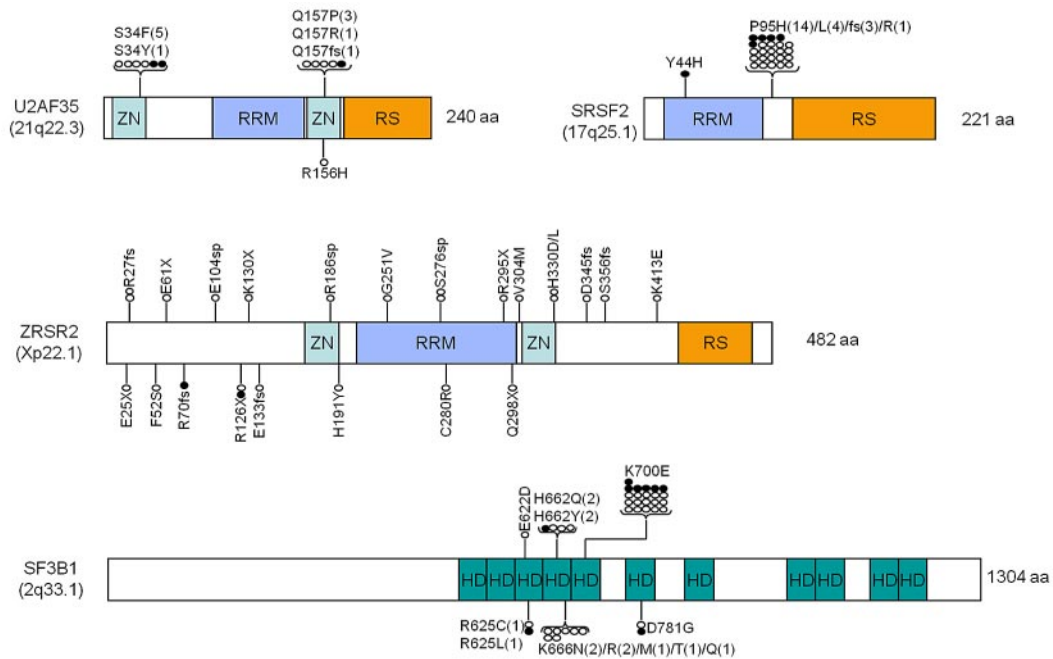 S34F(5)
S34Y(1)
Q157P(3)
Q157R(1)
Q157fs(1)
U2AF35
(21q22.3)
ZN
RRM
ZN
RS
240 aa
R156H
P95H(14)/L(4)/fs(3)/R(1)
Y44H
SRSF2
(17q25.1)
RRM
RS
221 aa
R27fs
E61X
E104sp
K130X
R186sp
G251V
S276sp
R295X
V304M
H330D/L
D345fs
S356fs
K413E
ZRSR2
(Xp22.1)
ZN
RRM
ZN
RS
482 aa
E25X
F52S
R70fs
R126X
E133fs
H191Y
C280R
Q298X
E622D
H662Q(2)
H662Y(2)
K700E
SF3B1
(2q33.1)
HD HD HD HD HD HD HD HD HD HD HD
1304 aa
R625C(1)
R625L(1)
K666N(2)/R(2)/M(1)/T(1)/Q(1)
D781G